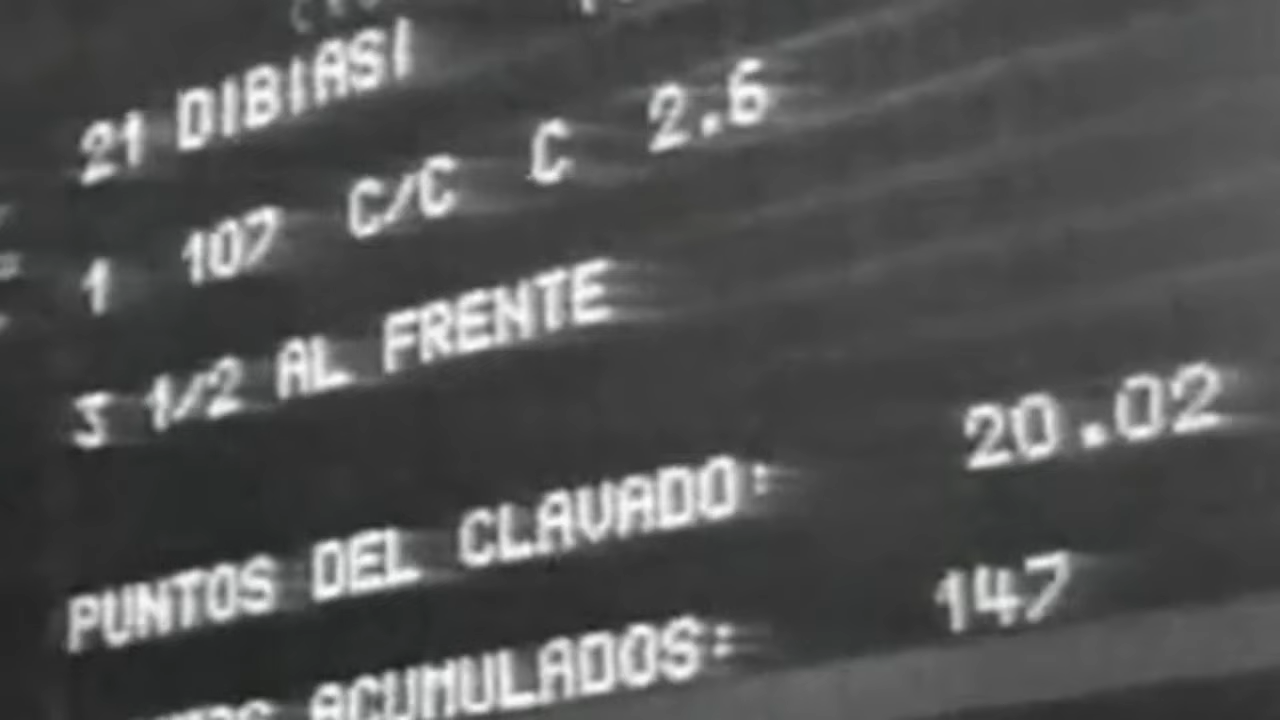 21 DIBIASI
1 107 C/C C 2.6
3 1/2 AL FRENTE
PUNTOS DEL CLAVADO: 20.02
ACUMULADOS: 147